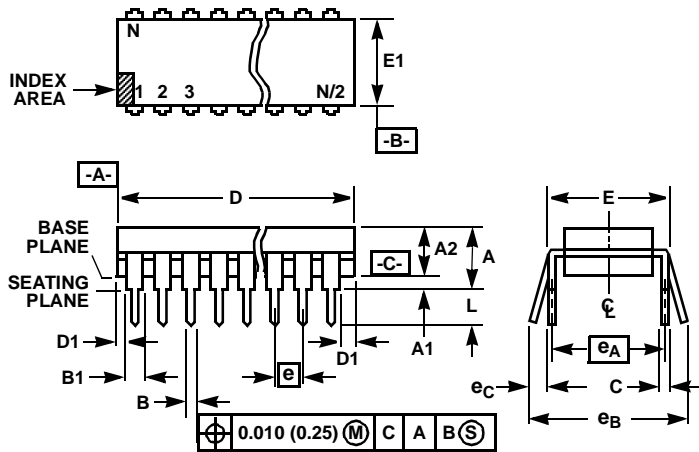 N
INDEX
AREA
1 2 3 N/2
E1
-B-
-A-
D
E
BASE
PLANE
A2
A
-C-
SEATING
PLANE
L
℄
D1
A1
D1
eA
B1
e
eC
C
B
eB
0.010 (0.25) Ⓜ C A B Ⓢ